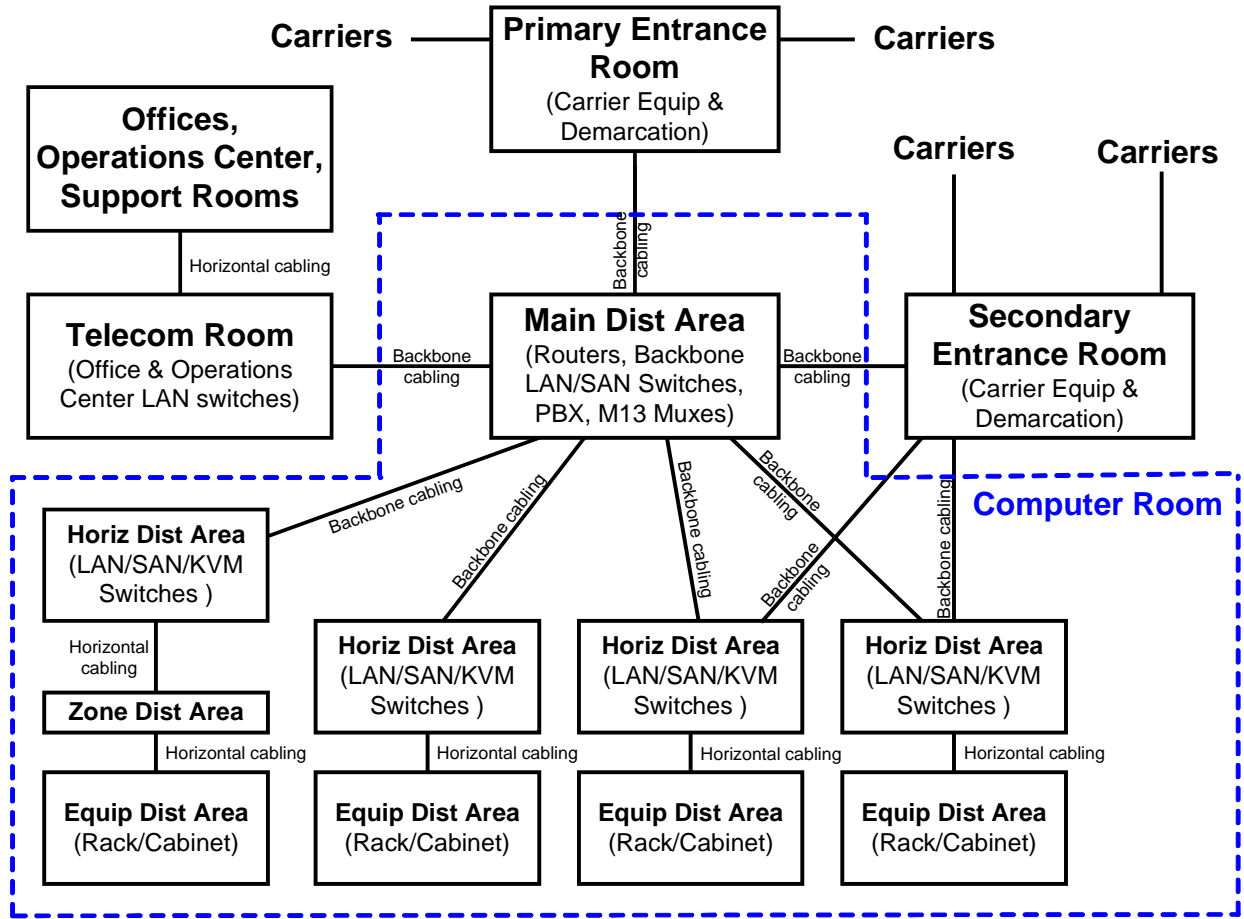 Carriers
Primary Entrance
Room
(Carrier Equip &
Demarcation)
Carriers
Offices,
Operations Center,
Support Rooms
Carriers
Carriers
Horizontal cabling
Backbone
cabling
Telecom Room
(Office & Operations
Center LAN switches)
Backbone
cabling
Main Dist Area
(Routers, Backbone
LAN/SAN Switches,
PBX, M13 Muxes)
Backbone
cabling
Secondary
Entrance Room
(Carrier Equip &
Demarcation)
Computer Room
Backbone cabling
Backbone cabling
Backbone cabling
Backbone
cabling
Backbone
cabling
Backbone cabling
Horiz Dist Area
(LAN/SAN/KVM
Switches )
Horizontal
cabling
Zone Dist Area
Horizontal cabling
Equip Dist Area
(Rack/Cabinet)
Horiz Dist Area
(LAN/SAN/KVM
Switches )
Horizontal cabling
Equip Dist Area
(Rack/Cabinet)
Horiz Dist Area
(LAN/SAN/KVM
Switches )
Horizontal cabling
Equip Dist Area
(Rack/Cabinet)
Horiz Dist Area
(LAN/SAN/KVM
Switches )
Horizontal cabling
Equip Dist Area
(Rack/Cabinet)